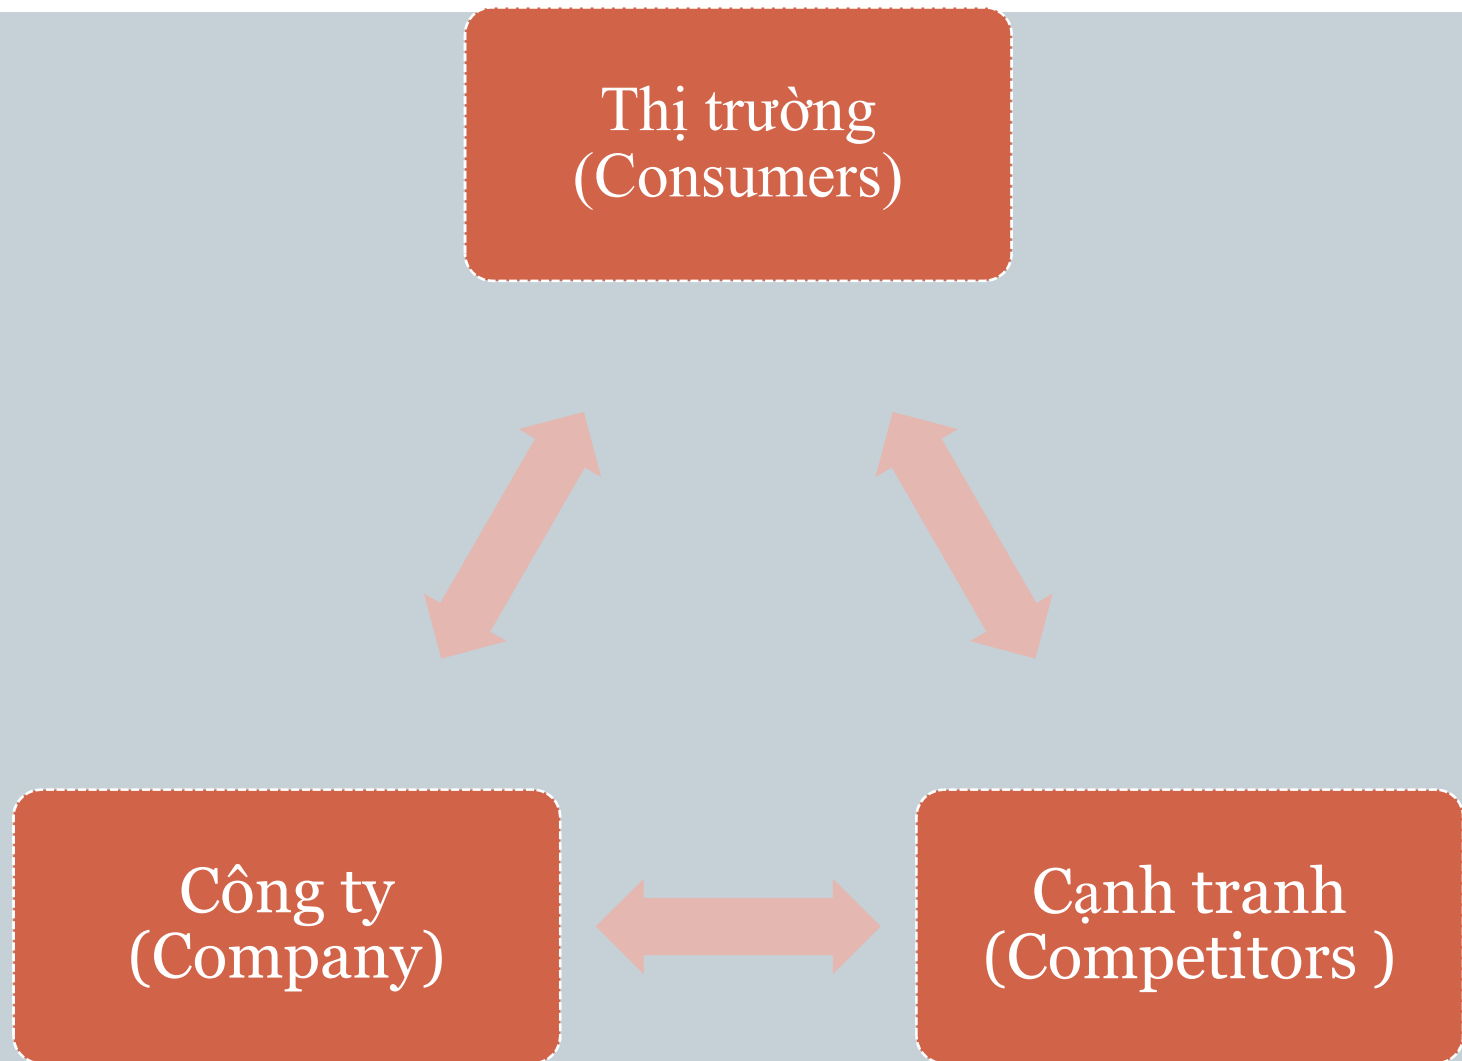 Thị trường
(Consumers)
Công ty
(Company)
Cạnh tranh
(Competitors )